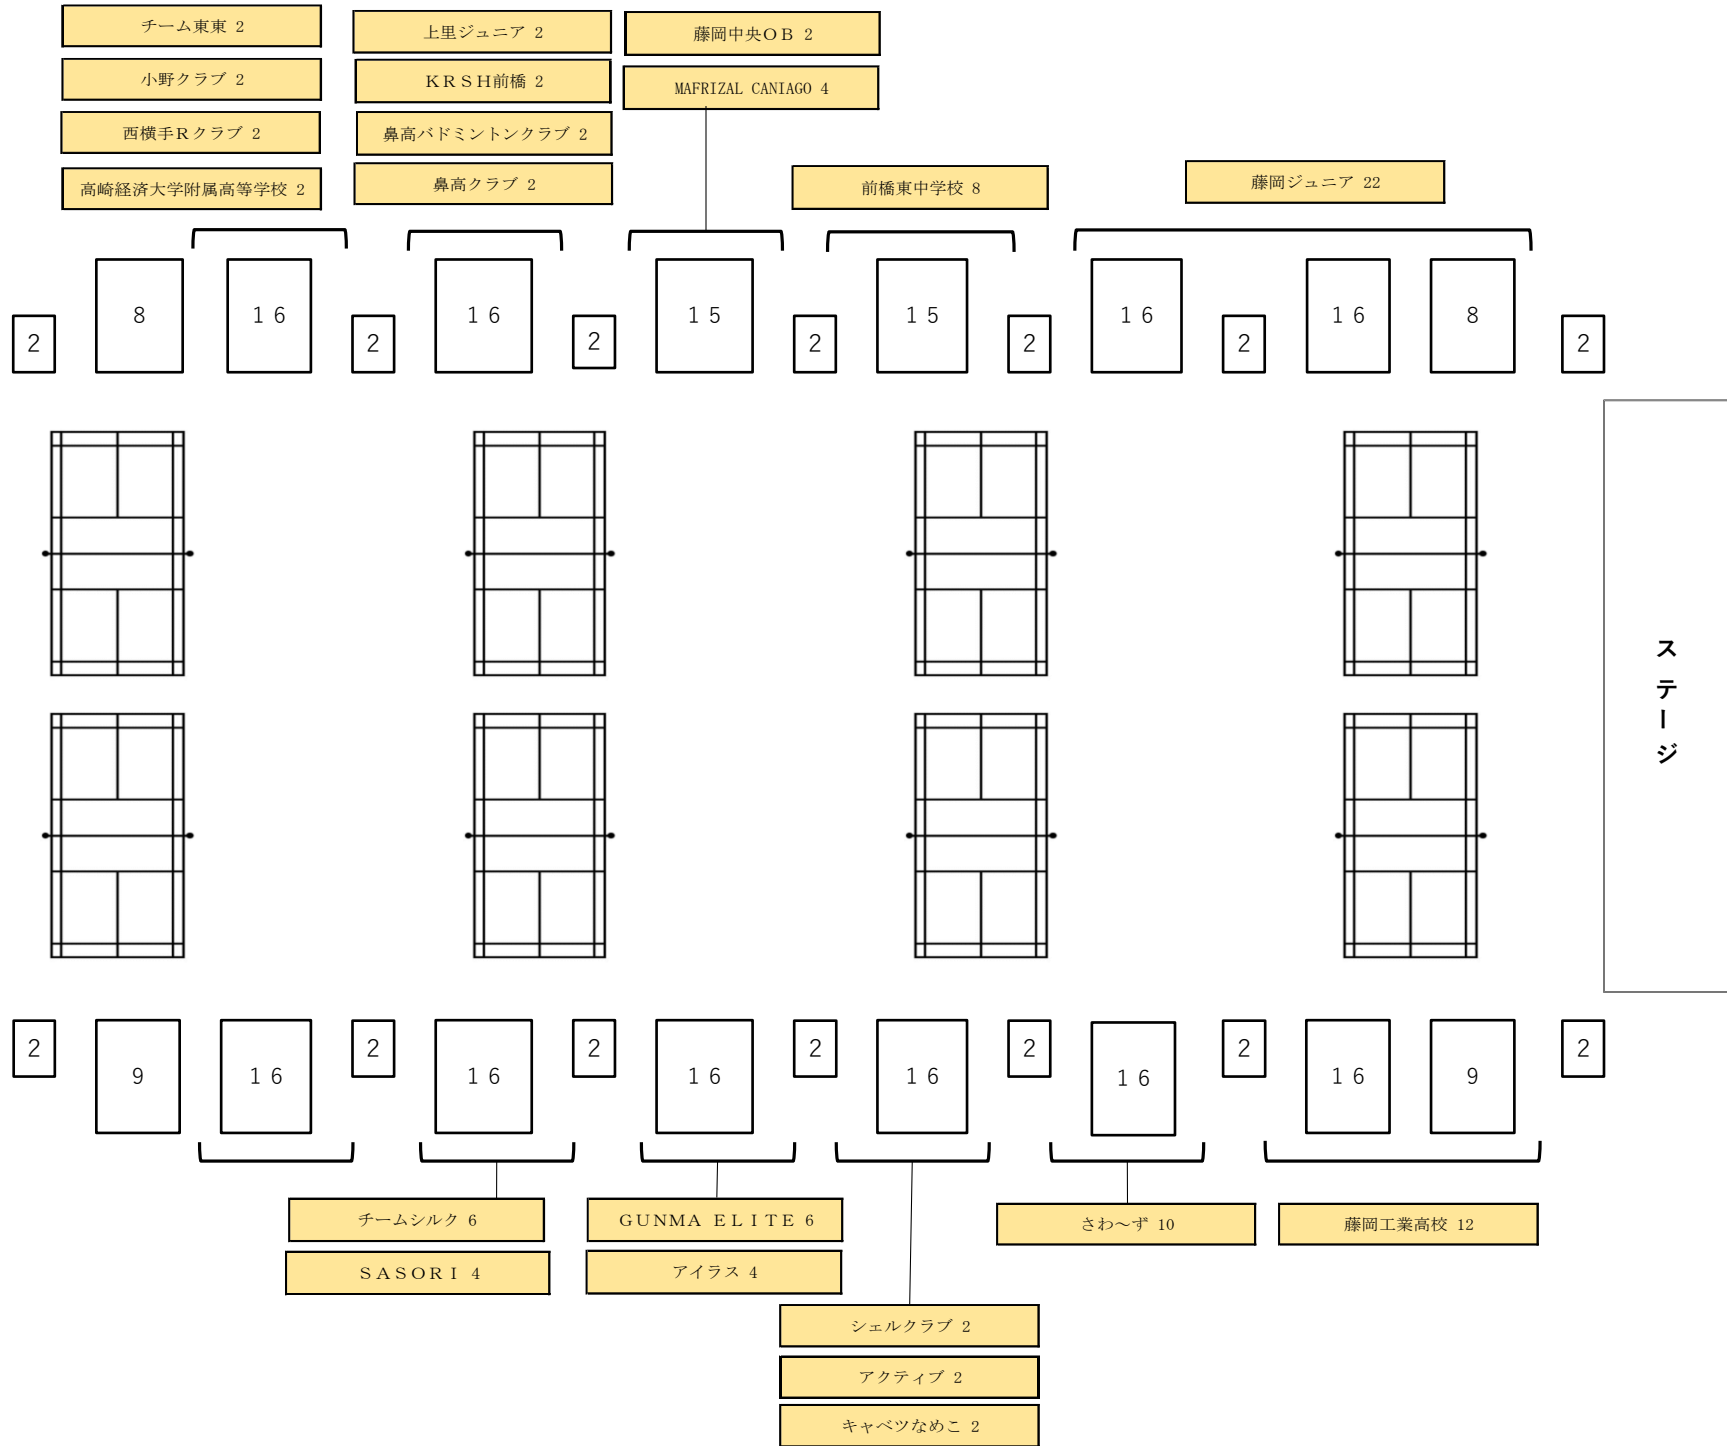 チーム東東 2
小野クラブ 2
西横手Rクラブ 2
高崎経済大学附属高等学校 2
上里ジュニア 2
KRSH前橋 2
鼻高バドミントンクラブ 2
鼻高クラブ 2
藤岡中央OB 2
MAFRIZAL CANIAGO 4
前橋東中学校 8
藤岡ジュニア 22
2
8
16
2
16
2
15
2
15
2
16
2
16
8
2
ステージ
2
9
16
2
16
2
16
2
16
2
16
2
16
9
2
チームシルク 6
SASORI 4
GUNMA ELITE 6
アイラス 4
シェルクラブ 2
アクティブ 2
キャベツなめこ 2
さわ～ず 10
藤岡工業高校 12